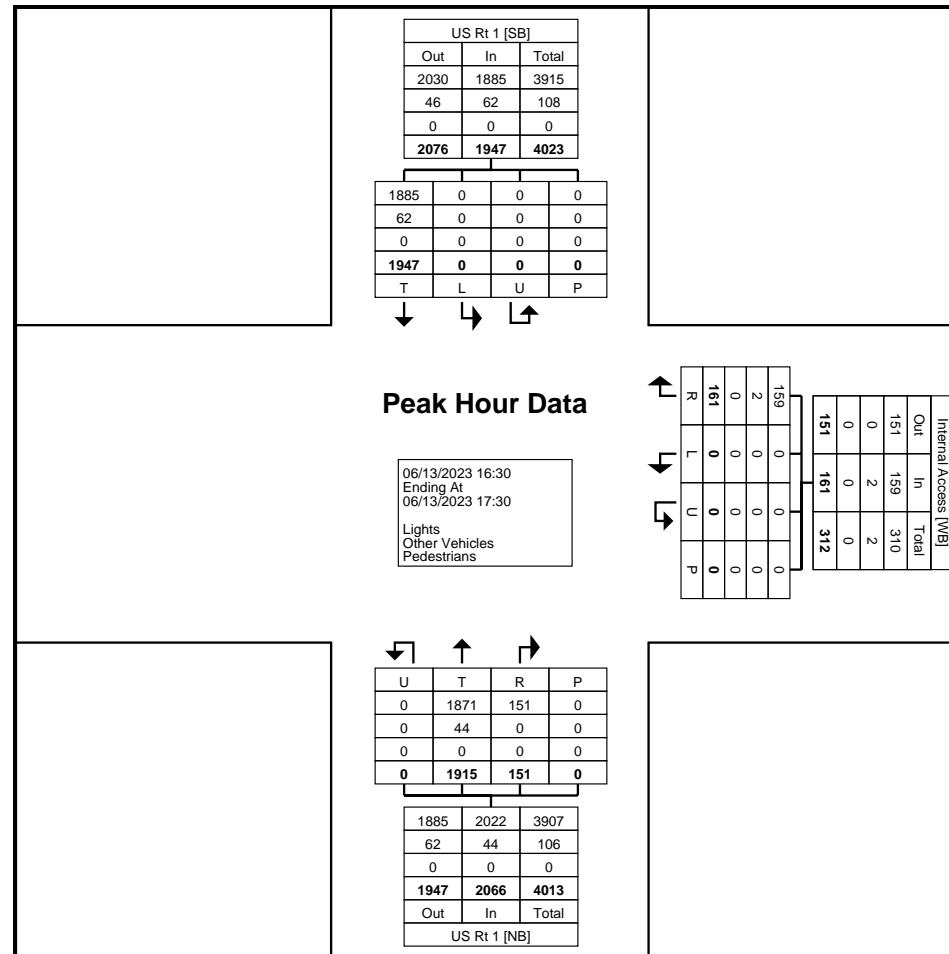 US Rt 1 [SB]
Out In Total
2030 1885 3915
46 62 108
0 0 0
2076 1947 4023
1885 0 0 0
62 0 0 0
0 0 0 0
1947 0 0 0
T L U P
Peak Hour Data
06/13/2023 16:30
Ending At
06/13/2023 17:30
Lights
Other Vehicles
Pedestrians
Internal Access [WB]
Out In Total
151 159 310
0 2 2
0 0 0
151 161 312
159 0 0 0
2 0 0 0
0 0 0 0
161 0 0 0
R L U P
U T R P
0 1871 151 0
0 44 0 0
0 0 0 0
0 1915 151 0
1885 2022 3907
62 44 106
0 0 0
1947 2066 4013
Out In Total
US Rt 1 [NB]